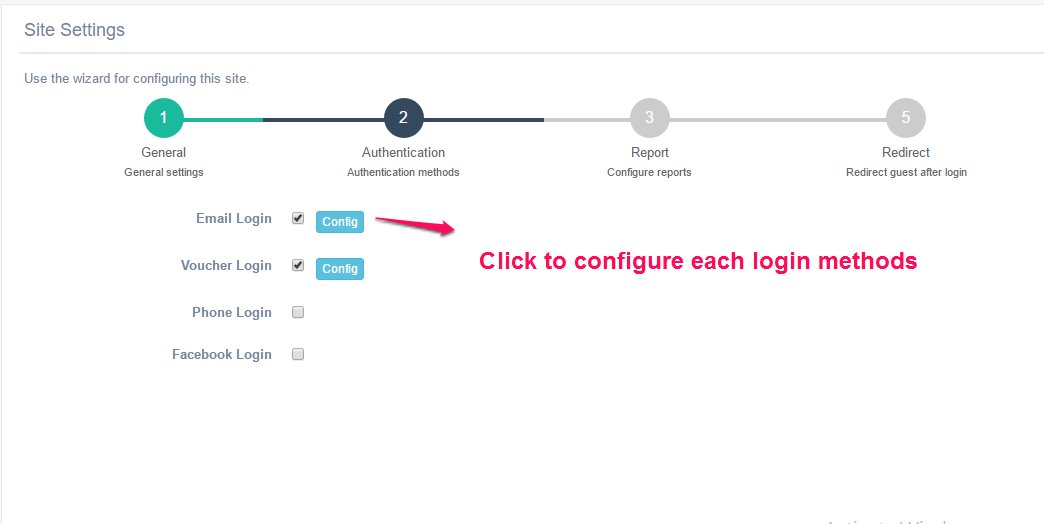 Site Settings
Use the wizard for configuring this site.
1 2 3 5
General Authentication Report Redirect
General settings Authentication methods Configure reports Redirect guest after login
Email Login Config
Click to configure each login methods
Voucher Login Config
Phone Login
Facebook Login